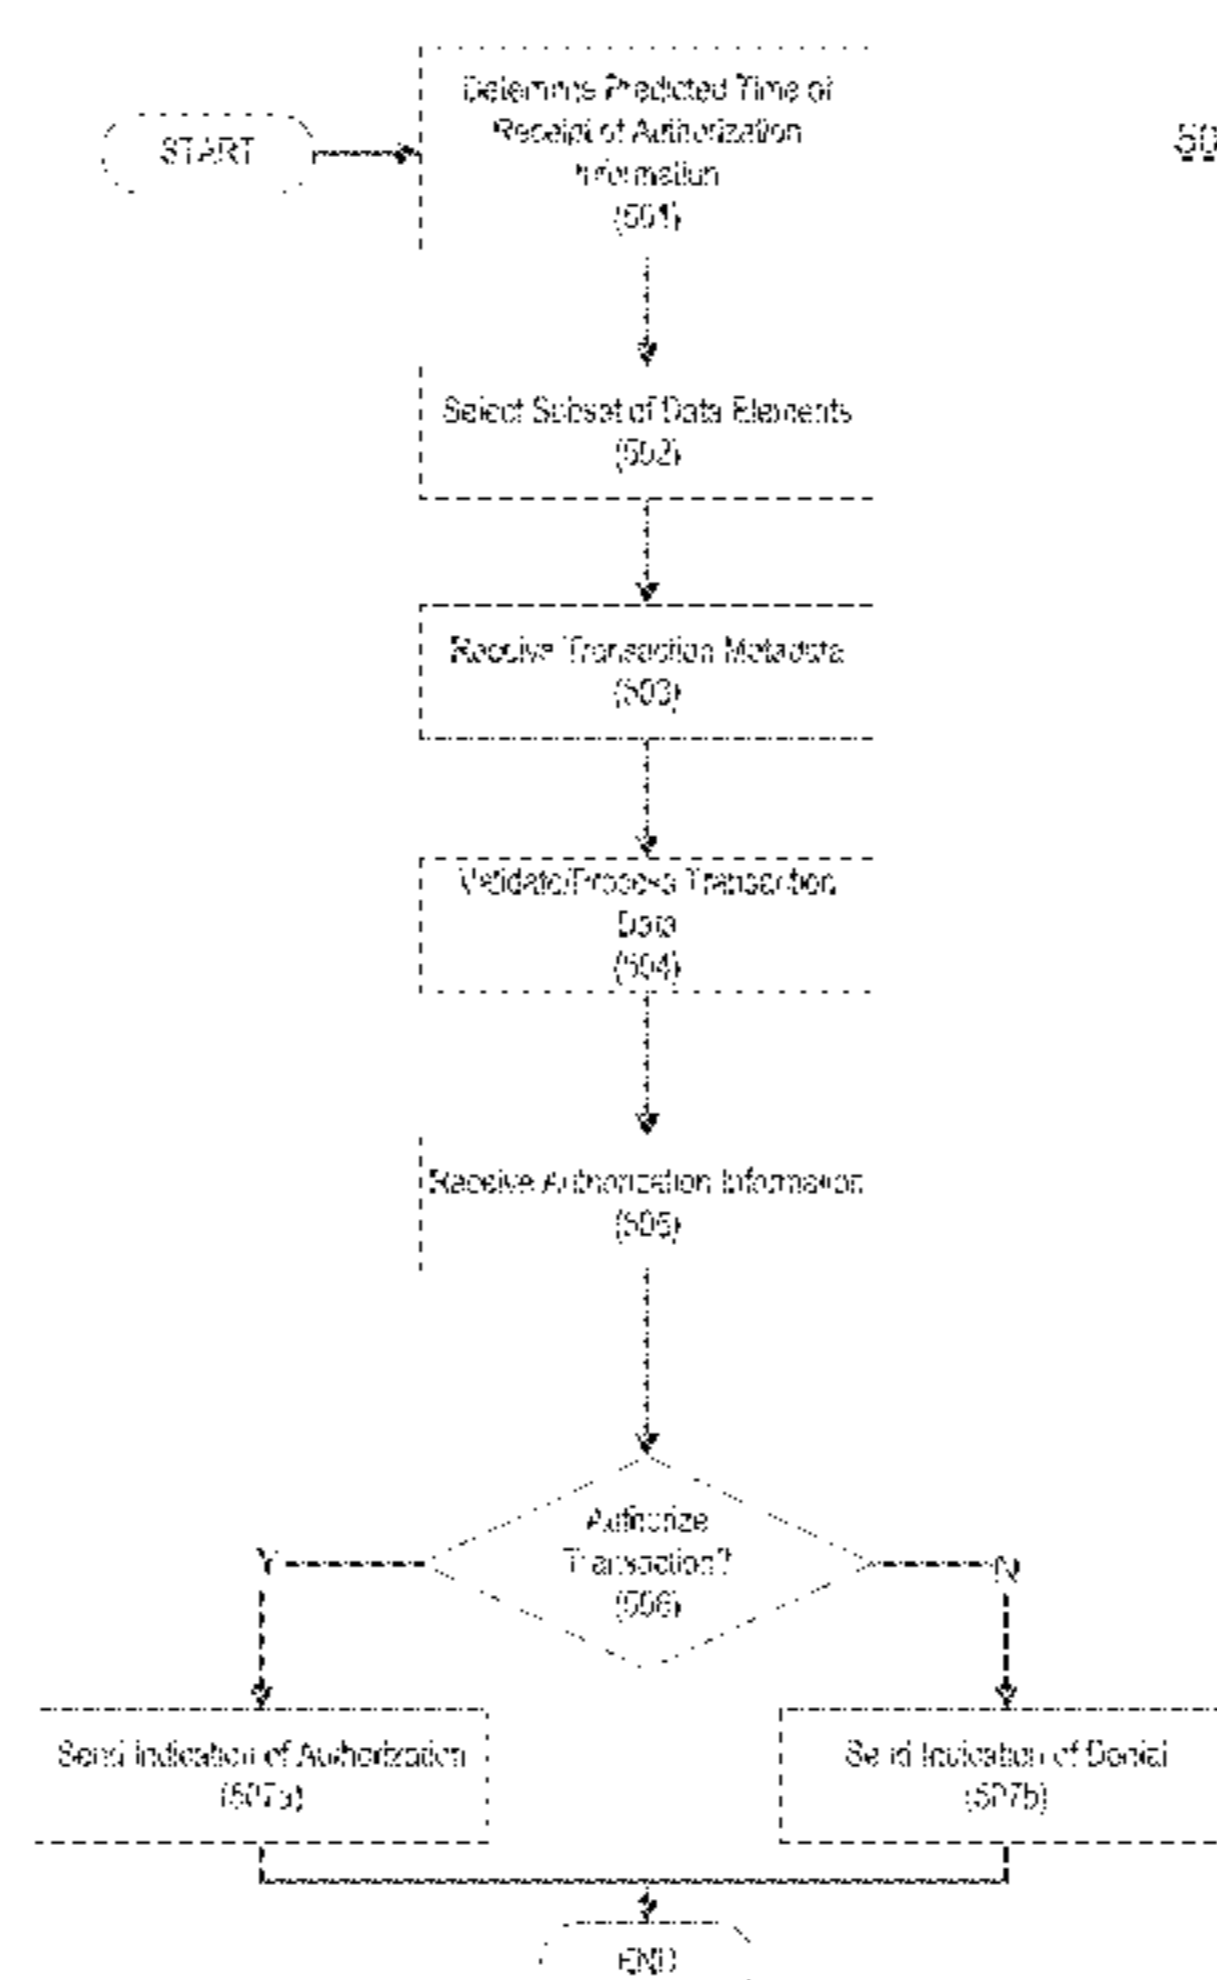 START
Determine Predicted Time of
Receipt of Authorization
Information
(501)
50
Select Subset of Data Elements
(502)
Receive Transaction Metadata
(503)
Validate/Process Transaction
Data
(504)
Receive Authorization Information
(505)
Authorize
Transaction?
(506)
Y
N
Send Indication of Authorization
(507a)
Send Indication of Denial
(507b)
END